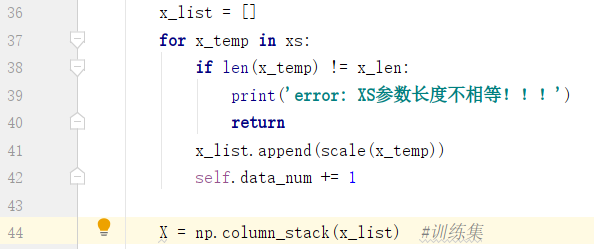 36 x_list = []
37 for x_temp in xs:
38 if len(x_temp) != x_len:
39 print('error: XS参数长度不相等！！！')
40 return
41 x_list.append(scale(x_temp))
42 self.data_num += 1
43
44 X = np.column_stack(x_list) #训练集